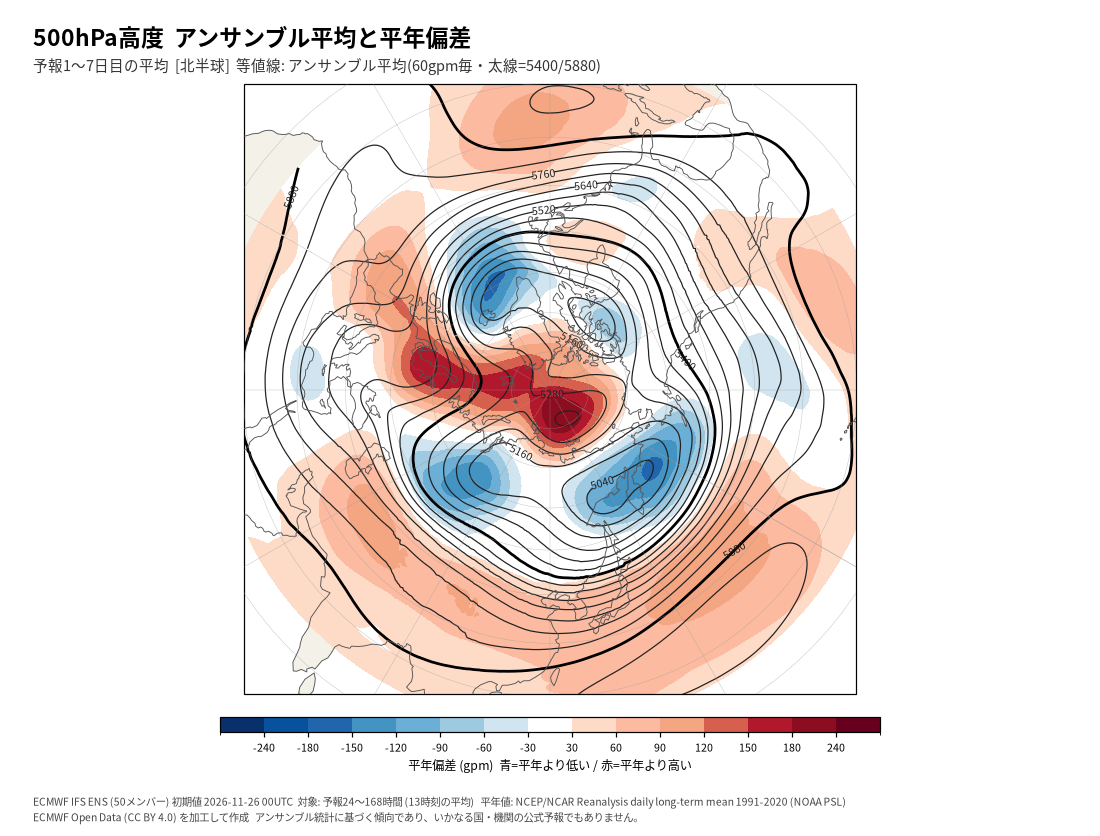 500hPa高度 アンサンブル平均と平年偏差
予報1〜7日目の平均 [北半球] 等値線: アンサンブル平均(60gpm毎・太線=5400/5880)
5760
5640
5880
5520
5160
5400
5280
5160
5040
5880
-240 -180 -150 -120 -90 -60 -30 30 60 90 120 150 180 240
平年偏差 (gpm) 青=平年より低い / 赤=平年より高い
ECMWF IFS ENS (50メンバー) 初期値 2026-11-26 00UTC 対象: 予報24〜168時間 (13時刻の平均) 平年値: NCEP/NCAR Reanalysis daily long-term mean 1991-2020 (NOAA PSL)
ECMWF Open Data (CC BY 4.0) を加工して作成 アンサンブル統計に基づく傾向であり、いかなる国・機関の公式予報でもありません。